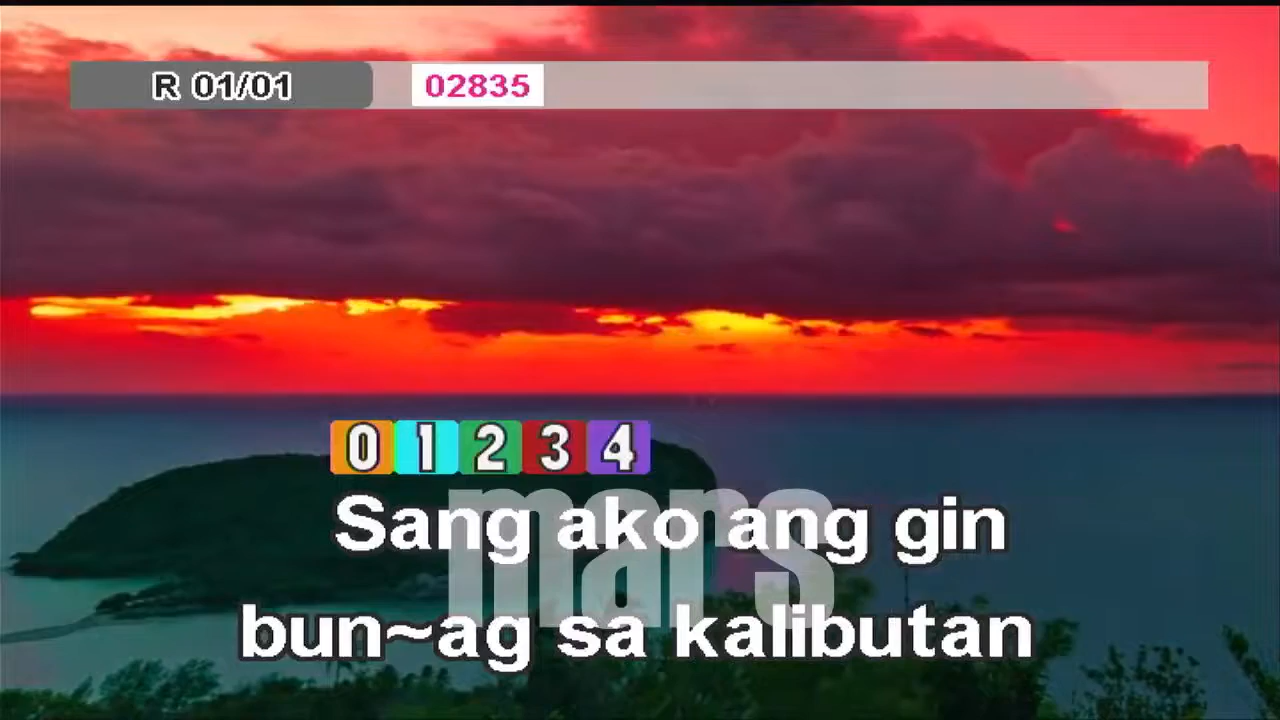 R 01/01
02835
0 1 2 3 4
mars
Sang ako ang gin
bun~ag sa kalibutan